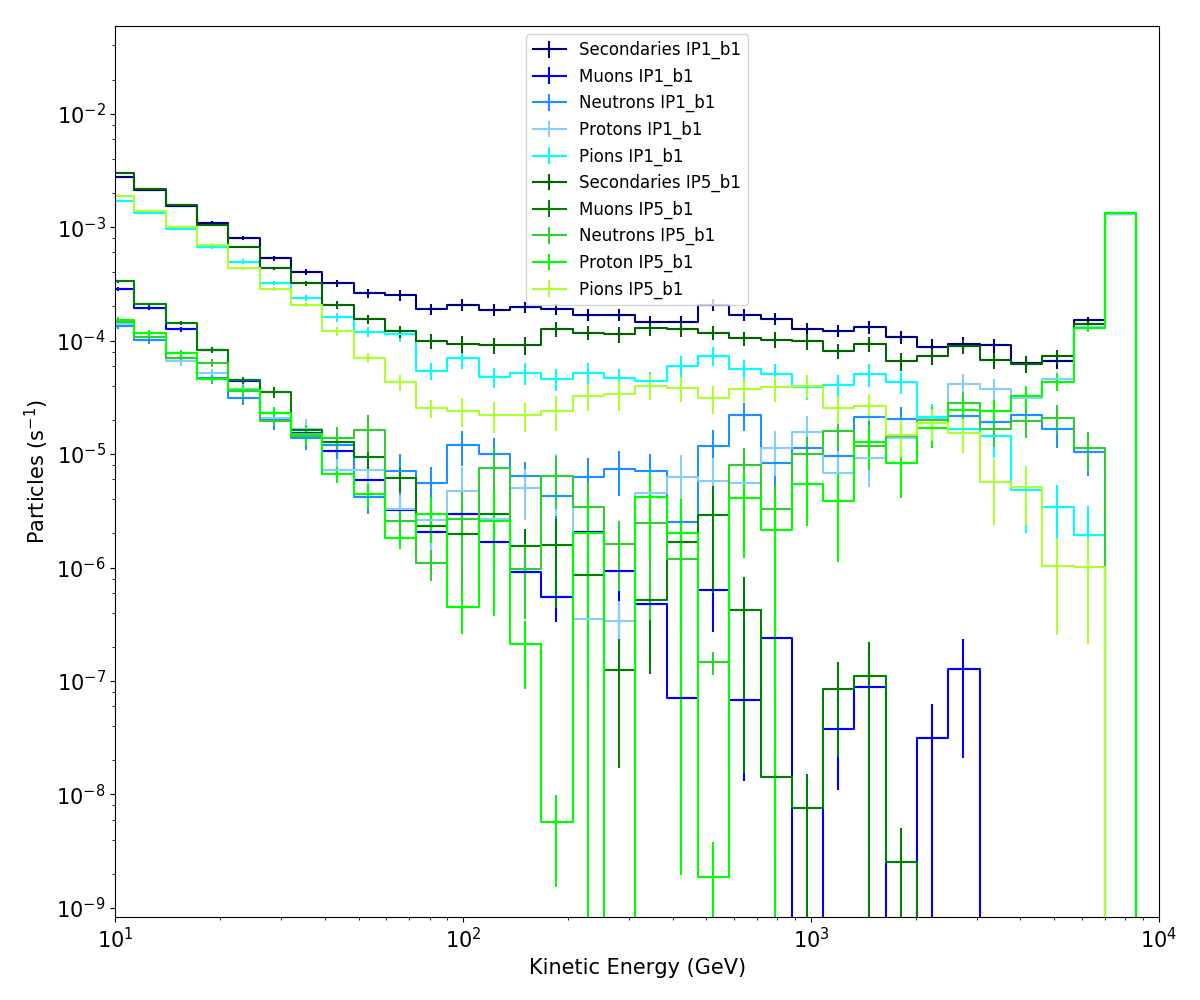 Secondaries IP1_b1
Muons IP1_b1
Neutrons IP1_b1
Protons IP1_b1
Pions IP1_b1
Secondaries IP5_b1
Muons IP5_b1
Neutrons IP5_b1
Proton IP5_b1
Pions IP5_b1
Particles (s⁻¹)
10⁻²
10⁻³
10⁻⁴
10⁻⁵
10⁻⁶
10⁻⁷
10⁻⁸
10⁻⁹
10¹ 10² 10³ 10⁴
Kinetic Energy (GeV)